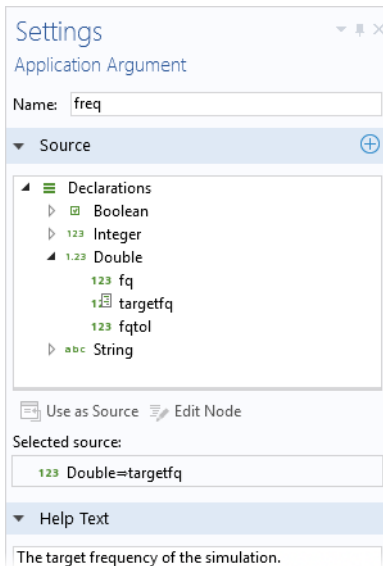 Settings
Application Argument
Name: freq
Source
Declarations
Boolean
123 Integer
1.23 Double
123 fq
targetfq
123 fqtol
abc String
Use as Source Edit Node
Selected source:
123 Double⇒targetfq
Help Text
The target frequency of the simulation.